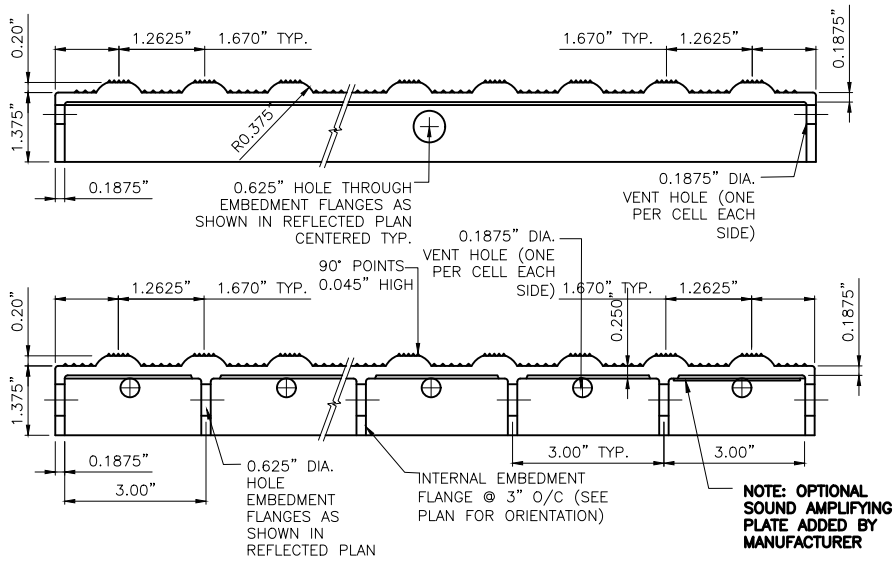 0.20"
1.2625"
1.670" TYP.
1.670" TYP.
1.2625"
0.1875"
1.375"
R0.375"
0.1875"
0.625" HOLE THROUGH
EMBEDMENT FLANGES AS
SHOWN IN REFLECTED PLAN
CENTERED TYP.
0.1875" DIA.
VENT HOLE (ONE
PER CELL EACH
SIDE)
0.1875" DIA.
VENT HOLE (ONE
PER CELL EACH
SIDE)
90° POINTS
0.045" HIGH
0.20"
1.2625"
1.670" TYP.
1.670" TYP.
1.2625"
0.250"
0.1875"
1.375"
0.1875"
3.00"
0.625" DIA.
HOLE
EMBEDMENT
FLANGES AS
SHOWN IN
REFLECTED PLAN
INTERNAL EMBEDMENT
FLANGE @ 3" O/C (SEE
PLAN FOR ORIENTATION)
3.00" TYP.
3.00"
NOTE: OPTIONAL
SOUND AMPLIFYING
PLATE ADDED BY
MANUFACTURER